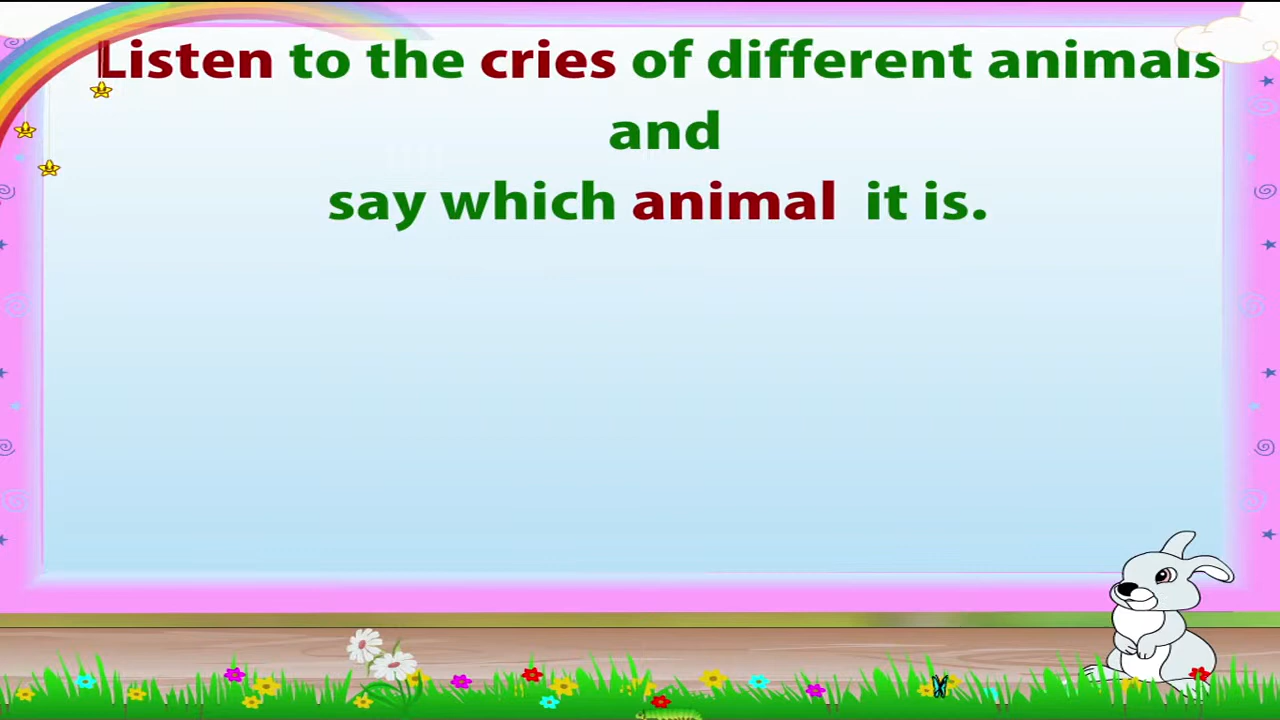 Listen to the cries of different animals
and
say which animal it is.